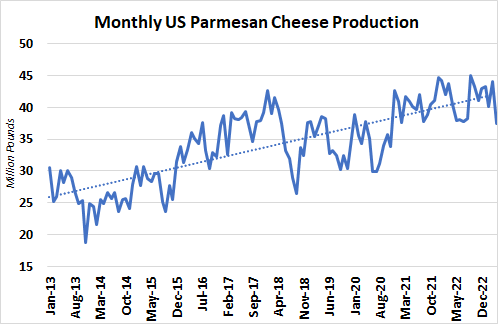 Monthly US Parmesan Cheese Production
Million Pounds
50
45
40
35
30
25
20
15
Jan-13
Aug-13
Mar-14
Oct-14
May-15
Dec-15
Jul-16
Feb-17
Sep-17
Apr-18
Nov-18
Jun-19
Jan-20
Aug-20
Mar-21
Oct-21
May-22
Dec-22